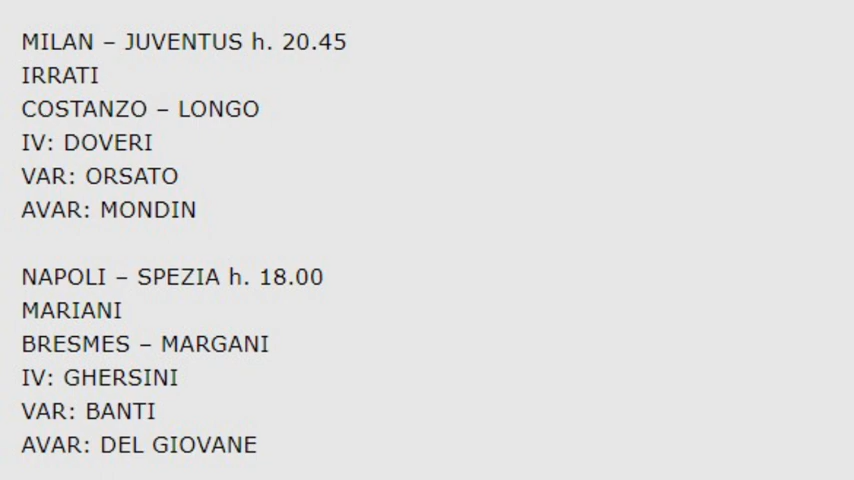 MILAN – JUVENTUS h. 20.45
IRRATI
COSTANZO – LONGO
IV: DOVERI
VAR: ORSATO
AVAR: MONDIN
NAPOLI – SPEZIA h. 18.00
MARIANI
BRESMES – MARGANI
IV: GHERSINI
VAR: BANTI
AVAR: DEL GIOVANE